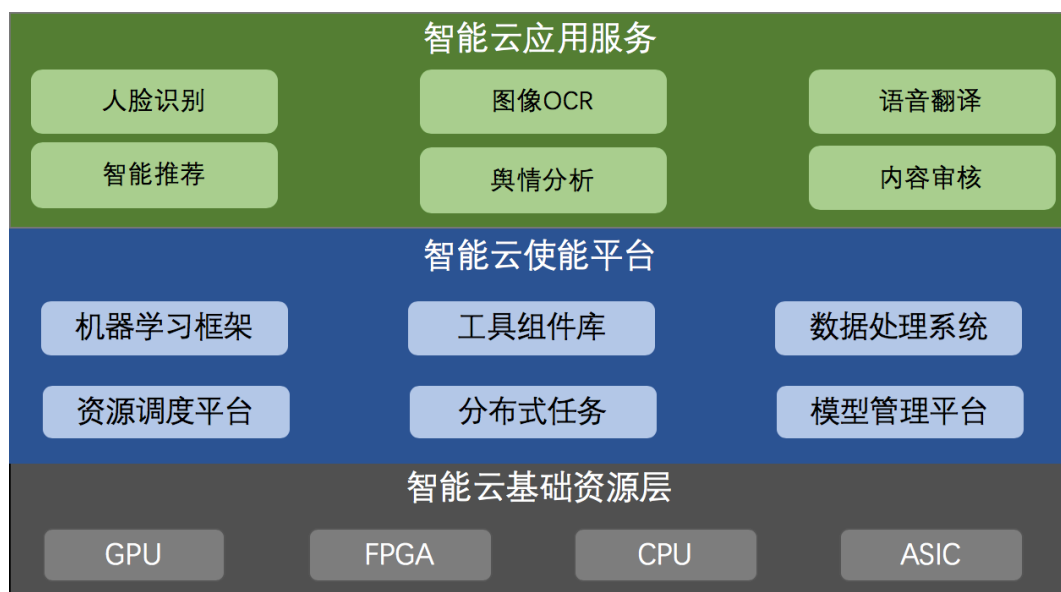 智能云应用服务
人脸识别
图像OCR
语音翻译
智能推荐
舆情分析
内容审核
智能云使能平台
机器学习框架
工具组件库
数据处理系统
资源调度平台
分布式任务
模型管理平台
智能云基础资源层
GPU
FPGA
CPU
ASIC